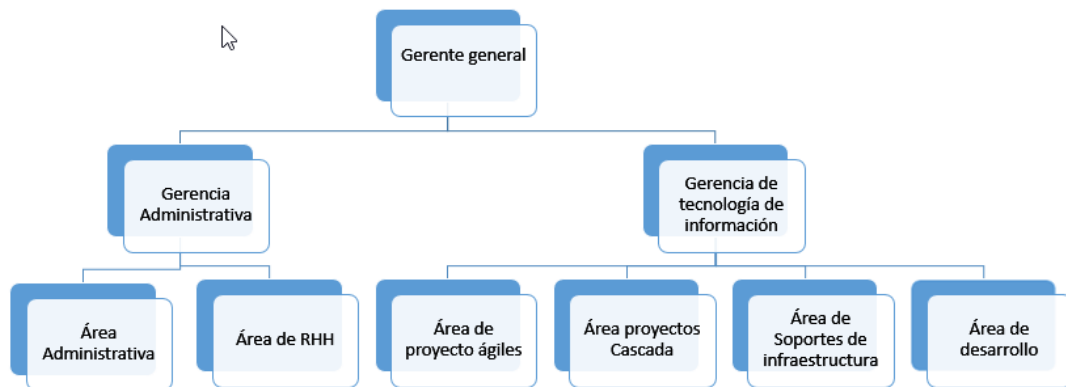 Gerente general
Gerencia
Administrativa
Gerencia de
tecnología de
información
Área
Administrativa
Área de RHH
Área de
proyecto ágiles
Área proyectos
Cascada
Área de
Soportes de
infraestructura
Área de
desarrollo